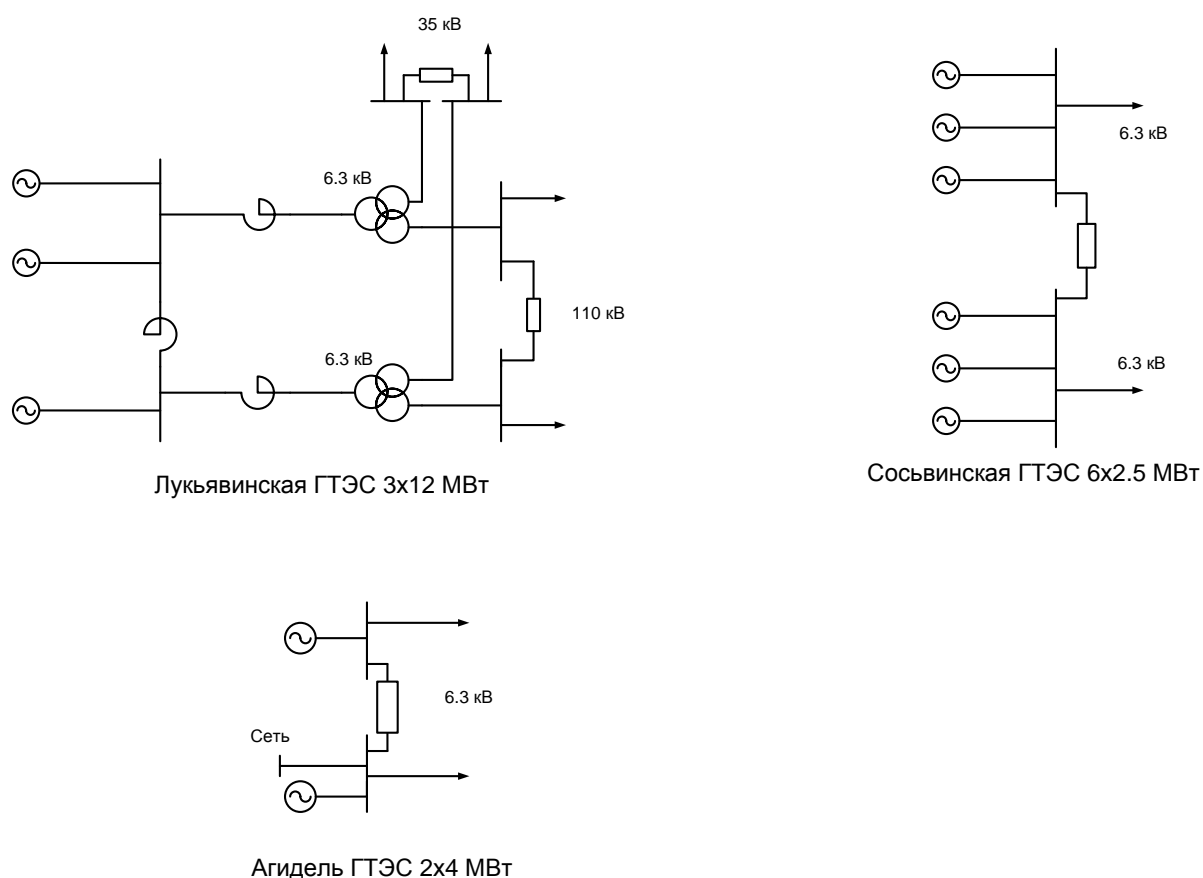 35 кВ
6.3 кВ
110 кВ
6.3 кВ
Лукьявинская ГТЭС 3х12 МВт
6.3 кВ
6.3 кВ
Сосьвинская ГТЭС 6х2.5 МВт
6.3 кВ
Сеть
Агидель ГТЭС 2х4 МВт